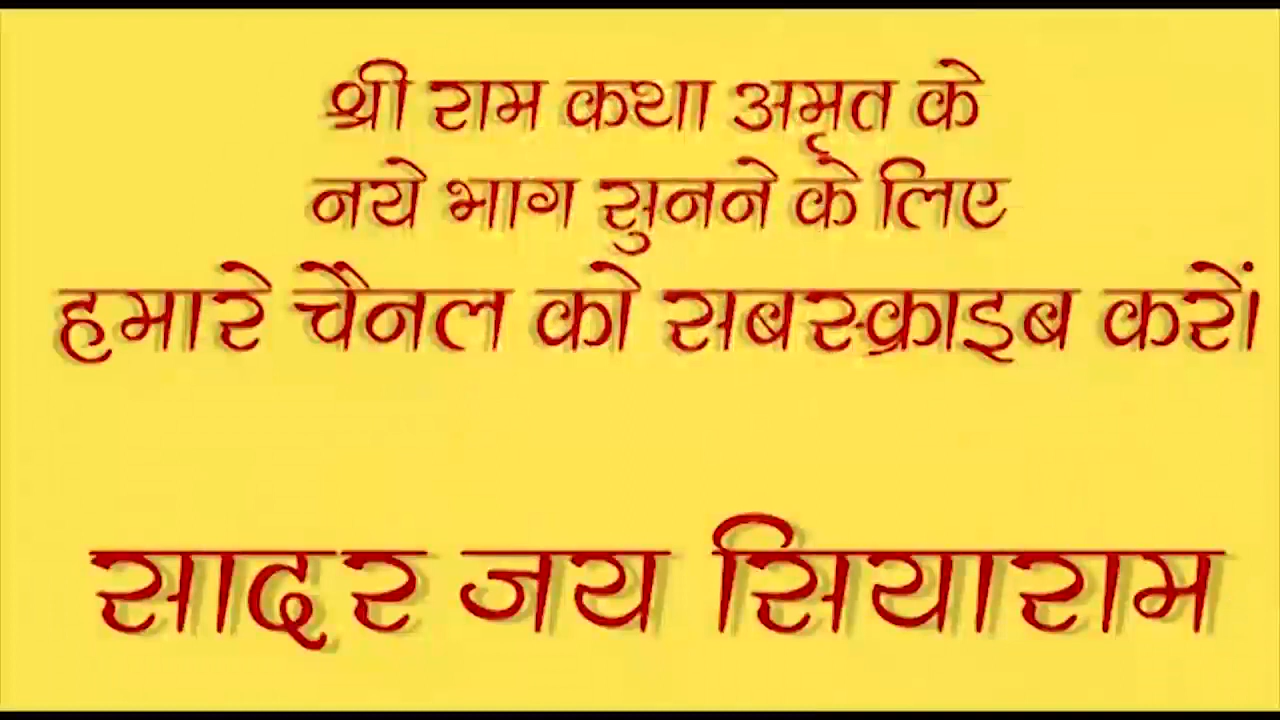 श्री राम कथा अमृत के
नये भाग सुनने के लिए
हमारे चैनल को सबस्क्राइब करों
सादर जय सियाराम